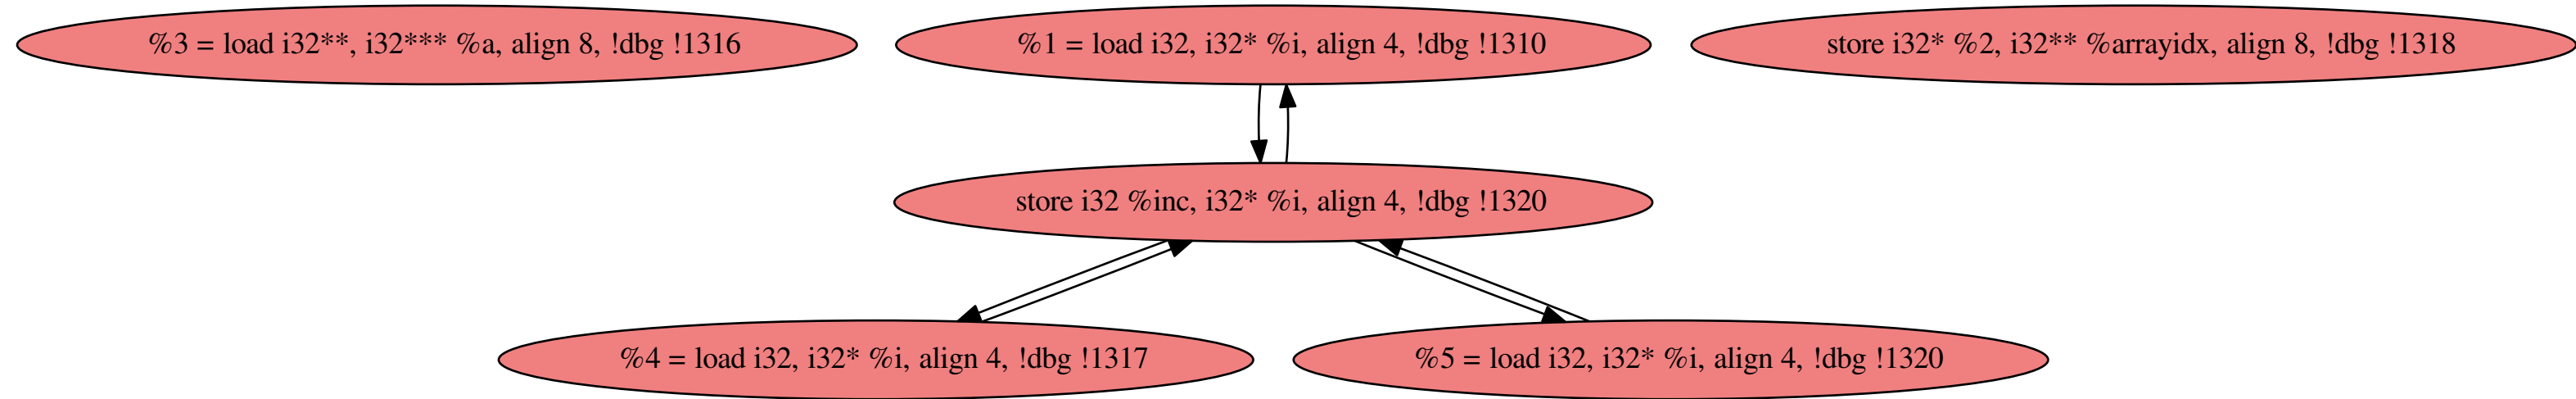 %3 = load i32**, i32*** %a, align 8, !dbg !1316
%1 = load i32, i32* %i, align 4, !dbg !1310
store i32* %2, i32** %arrayidx, align 8, !dbg !1318
store i32 %inc, i32* %i, align 4, !dbg !1320
%4 = load i32, i32* %i, align 4, !dbg !1317
%5 = load i32, i32* %i, align 4, !dbg !1320